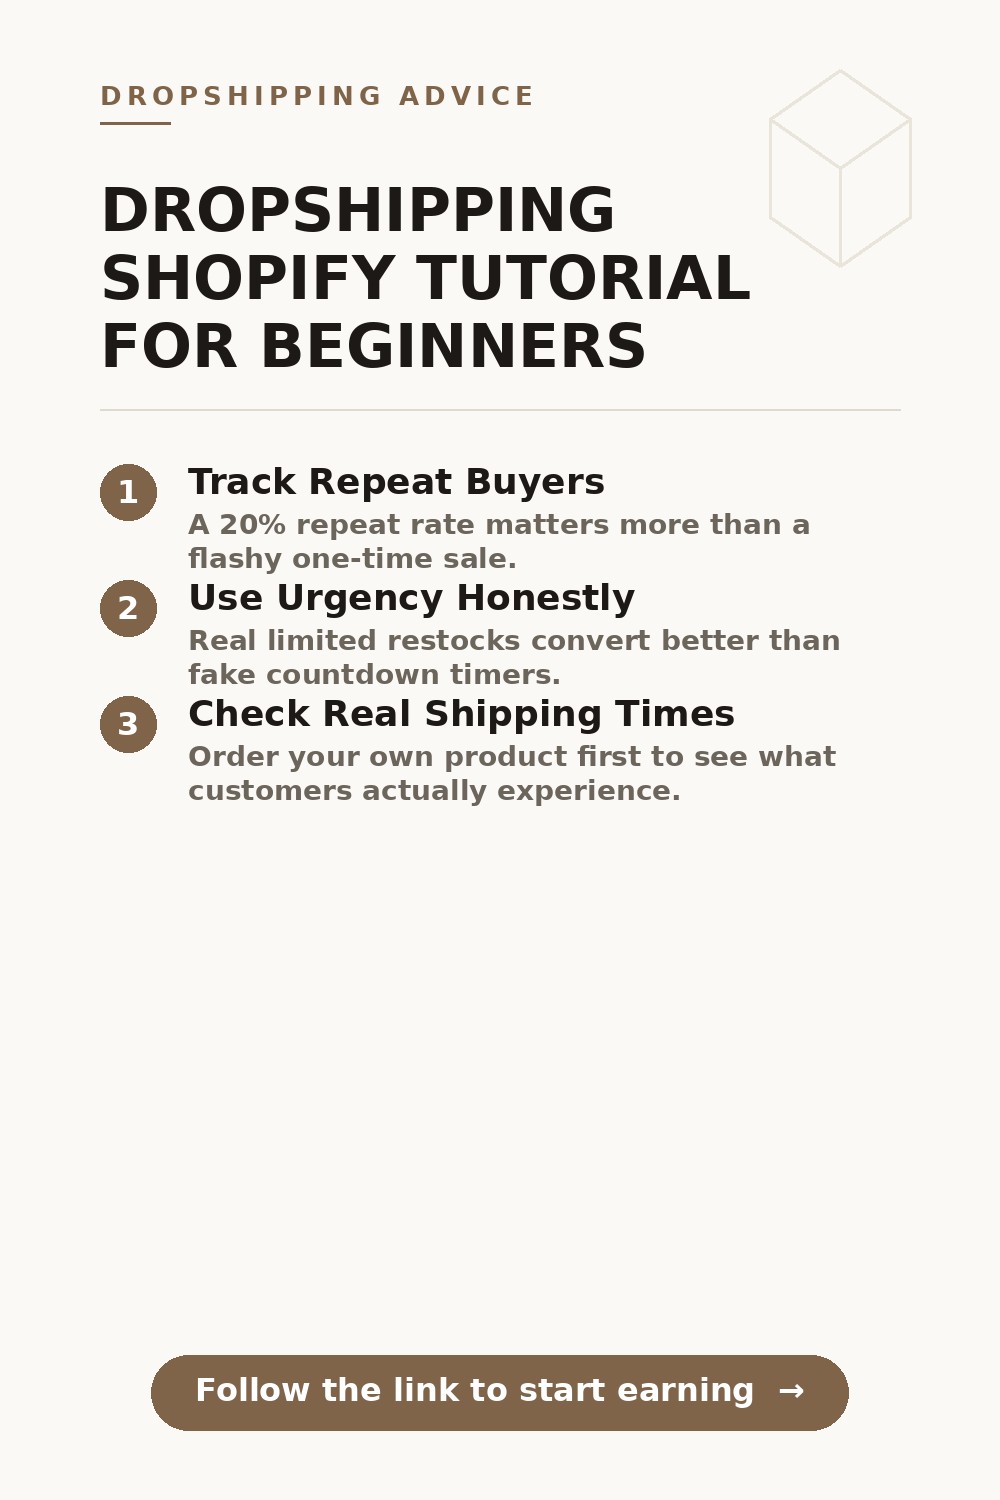 DROPSHIPPING ADVICE
DROPSHIPPING
SHOPIFY TUTORIAL
FOR BEGINNERS
1 Track Repeat Buyers
A 20% repeat rate matters more than a
flashy one-time sale.
2 Use Urgency Honestly
Real limited restocks convert better than
fake countdown timers.
3 Check Real Shipping Times
Order your own product first to see what
customers actually experience.
Follow the link to start earning →